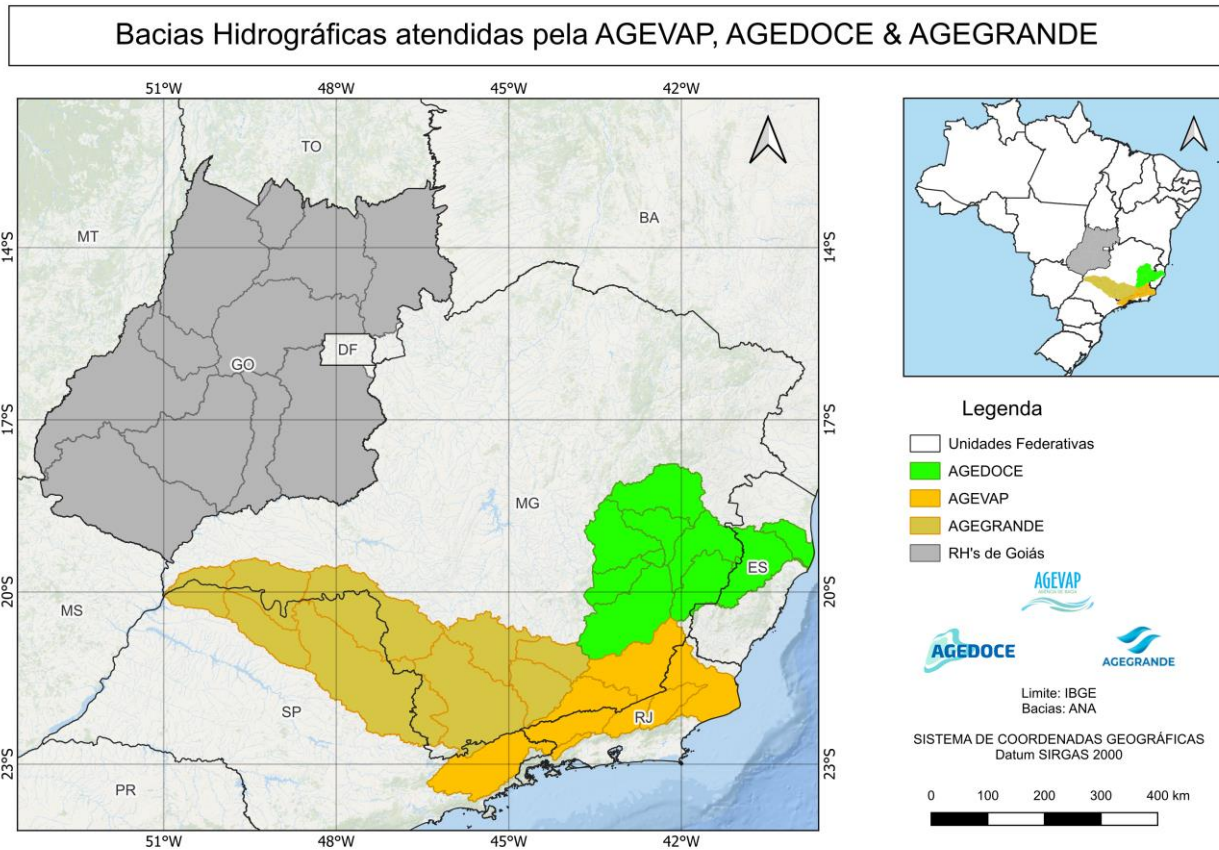 Bacias Hidrográficas atendidas pela AGEVAP, AGEDOCE & AGEGRANDE
51°W 48°W 45°W 42°W
TO
BA
MT
14°S 14°S
DF
GO
17°S 17°S
MG
ES
20°S 20°S
MS
SP
RJ
23°S 23°S
PR
51°W 48°W 45°W 42°W
Legenda
Unidades Federativas
AGEDOCE
AGEVAP
AGEGRANDE
RH's de Goiás
AGEVAP
AGEDOCE
AGEGRANDE
Limite: IBGE
Bacias: ANA
SISTEMA DE COORDENADAS GEOGRÁFICAS
Datum SIRGAS 2000
0 100 200 300 400 km